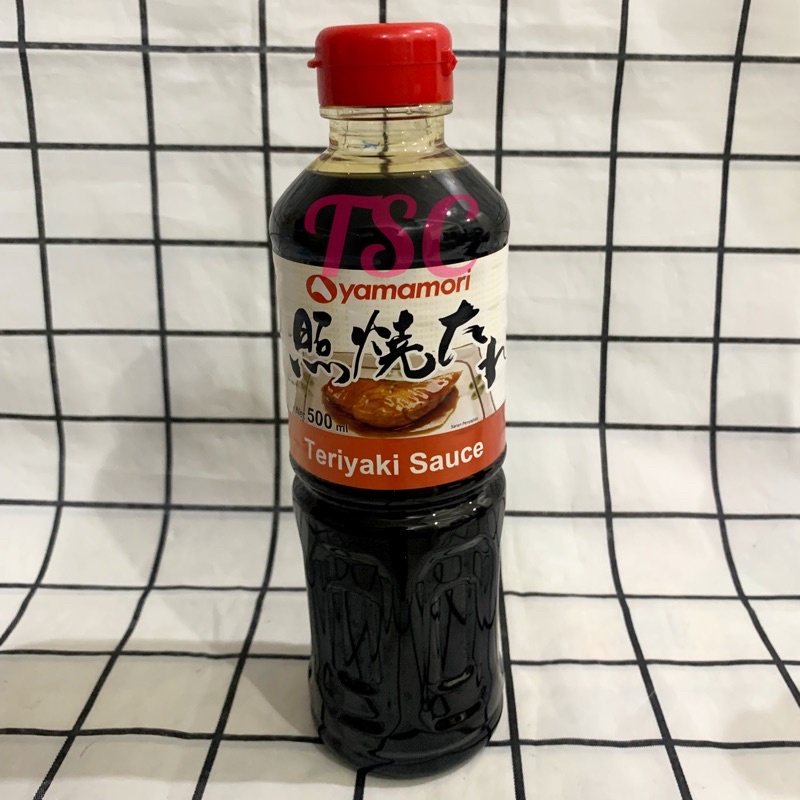 TSC
yamamori
照焼たれ
500 ml
Teriyaki Sauce